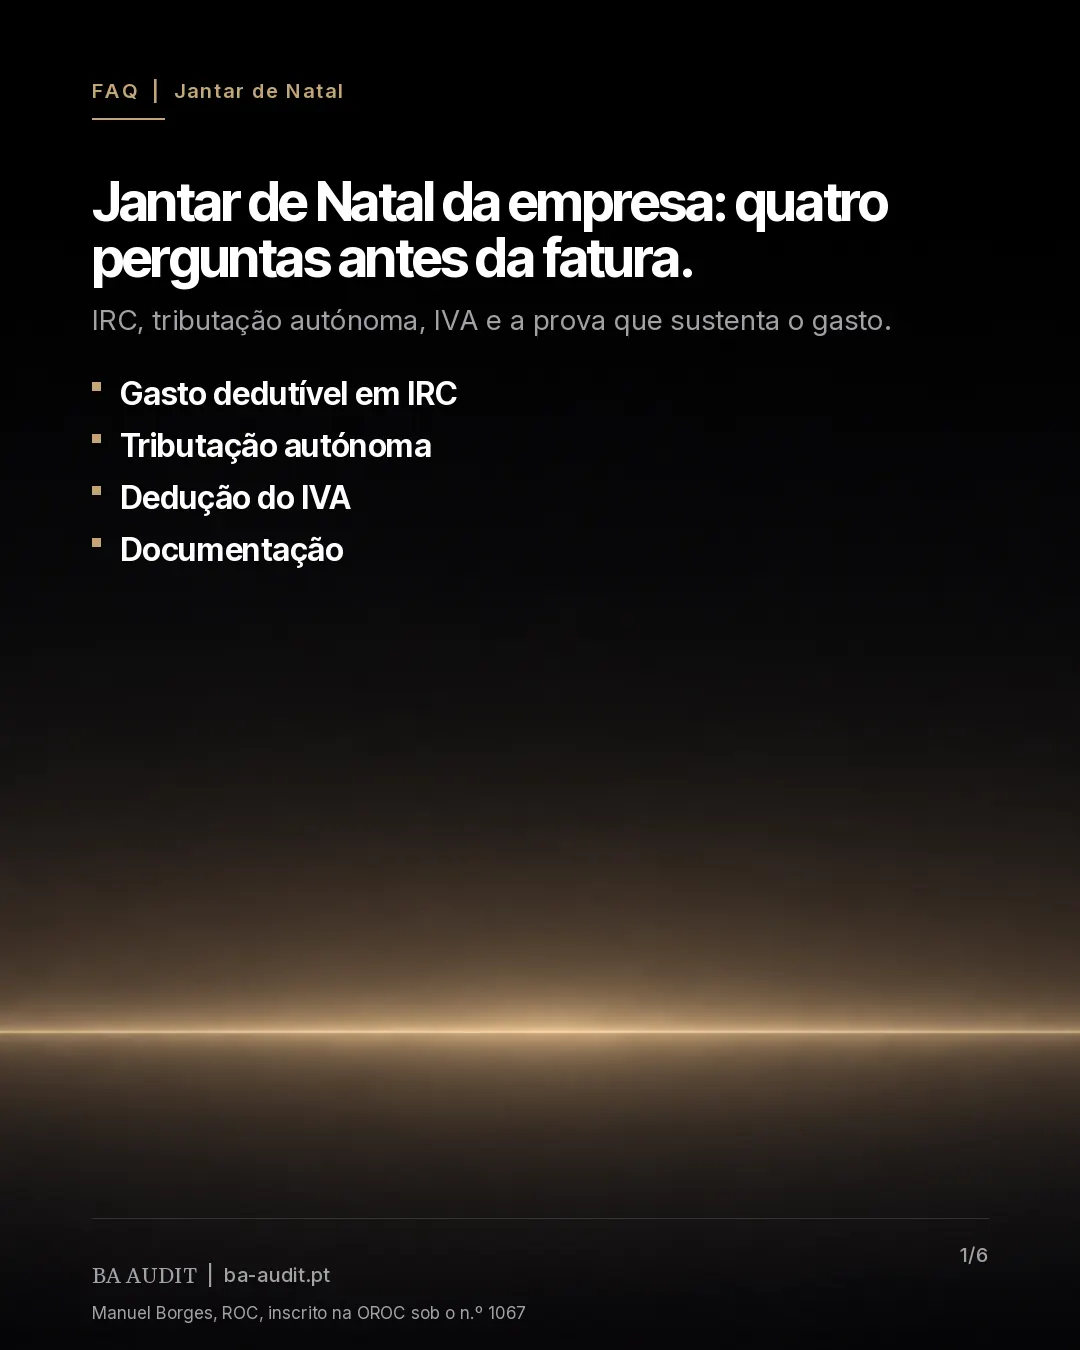 FAQ | Jantar de Natal
Jantar de Natal da empresa: quatro
perguntas antes da fatura.
IRC, tributação autónoma, IVA e a prova que sustenta o gasto.
Gasto dedutível em IRC
Tributação autónoma
Dedução do IVA
Documentação
1/6
BA AUDIT | ba-audit.pt
Manuel Borges, ROC, inscrito na OROC sob o n.º 1067